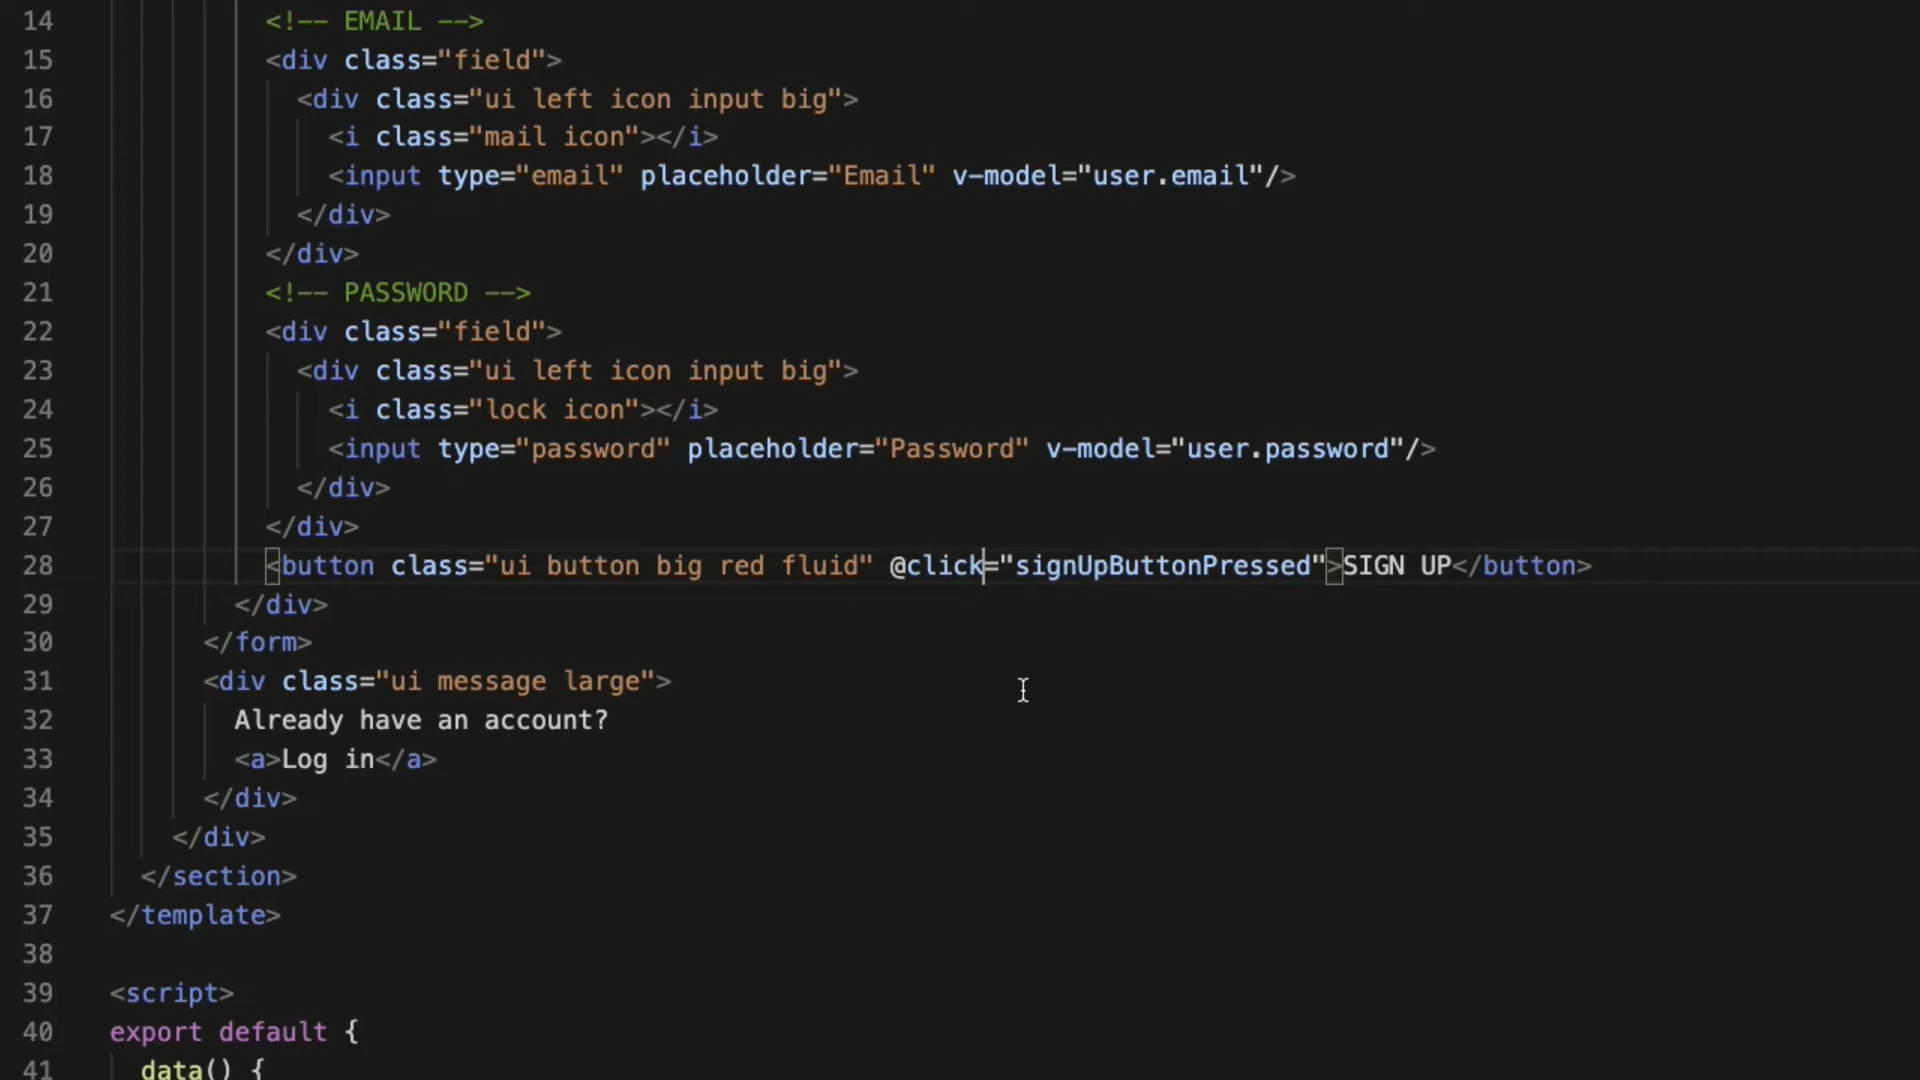 14 <!-- EMAIL -->
15 <div class="field">
16 <div class="ui left icon input big">
17 <i class="mail icon"></i>
18 <input type="email" placeholder="Email" v-model="user.email"/>
19 </div>
20 </div>
21 <!-- PASSWORD -->
22 <div class="field">
23 <div class="ui left icon input big">
24 <i class="lock icon"></i>
25 <input type="password" placeholder="Password" v-model="user.password"/>
26 </div>
27 </div>
28 <button class="ui button big red fluid" @click="signUpButtonPressed">SIGN UP</button>
29 </div>
30 </form>
31 <div class="ui message large">
32 Already have an account?
33 <a>Log in</a>
34 </div>
35 </div>
36 </section>
37 </template>
38
39 <script>
40 export default {
41 data() {